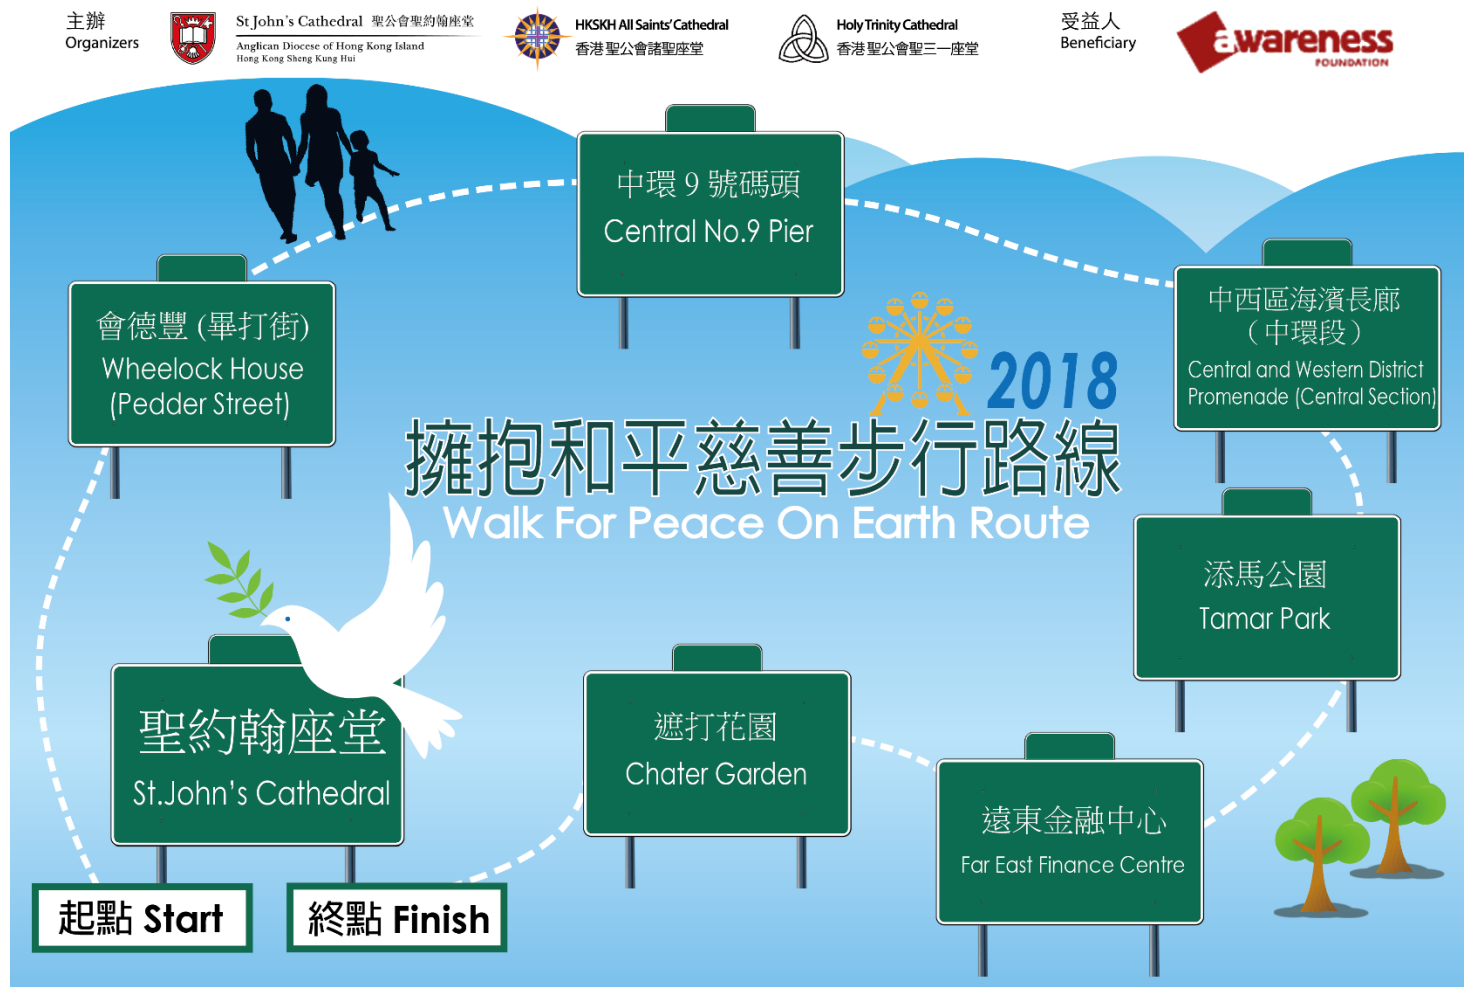 主辦
Organizers
St John's Cathedral 聖公會聖約翰座堂
Anglican Diocese of Hong Kong Island
Hong Kong Sheng Kung Hui
HKSKH All Saints' Cathedral
香港聖公會諸聖座堂
Holy Trinity Cathedral
香港聖公會聖三一座堂
受益人
Beneficiary
awareness
FOUNDATION
中環 9 號碼頭
Central No.9 Pier
會德豐 (畢打街)
Wheelock House
(Pedder Street)
中西區海濱長廊
（中環段）
Central and Western District
Promenade (Central Section)
2018
擁抱和平慈善步行路線
Walk For Peace On Earth Route
添馬公園
Tamar Park
聖約翰座堂
St.John's Cathedral
遮打花園
Chater Garden
遠東金融中心
Far East Finance Centre
起點 Start
終點 Finish